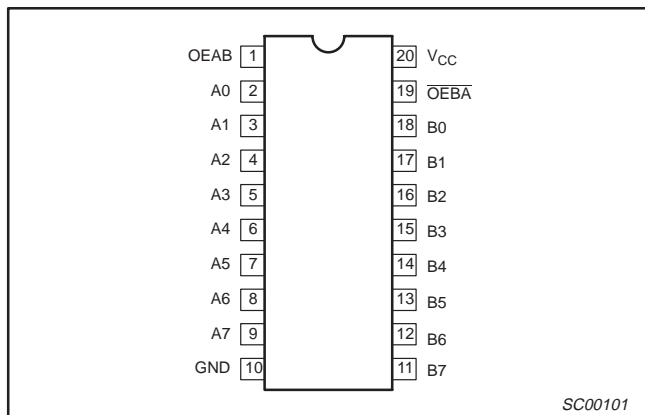 OEAB 1 20 VCC
A0 2 19 O̅E̅B̅A̅
A1 3 18 B0
A2 4 17 B1
A3 5 16 B2
A4 6 15 B3
A5 7 14 B4
A6 8 13 B5
A7 9 12 B6
GND 10 11 B7
SC00101